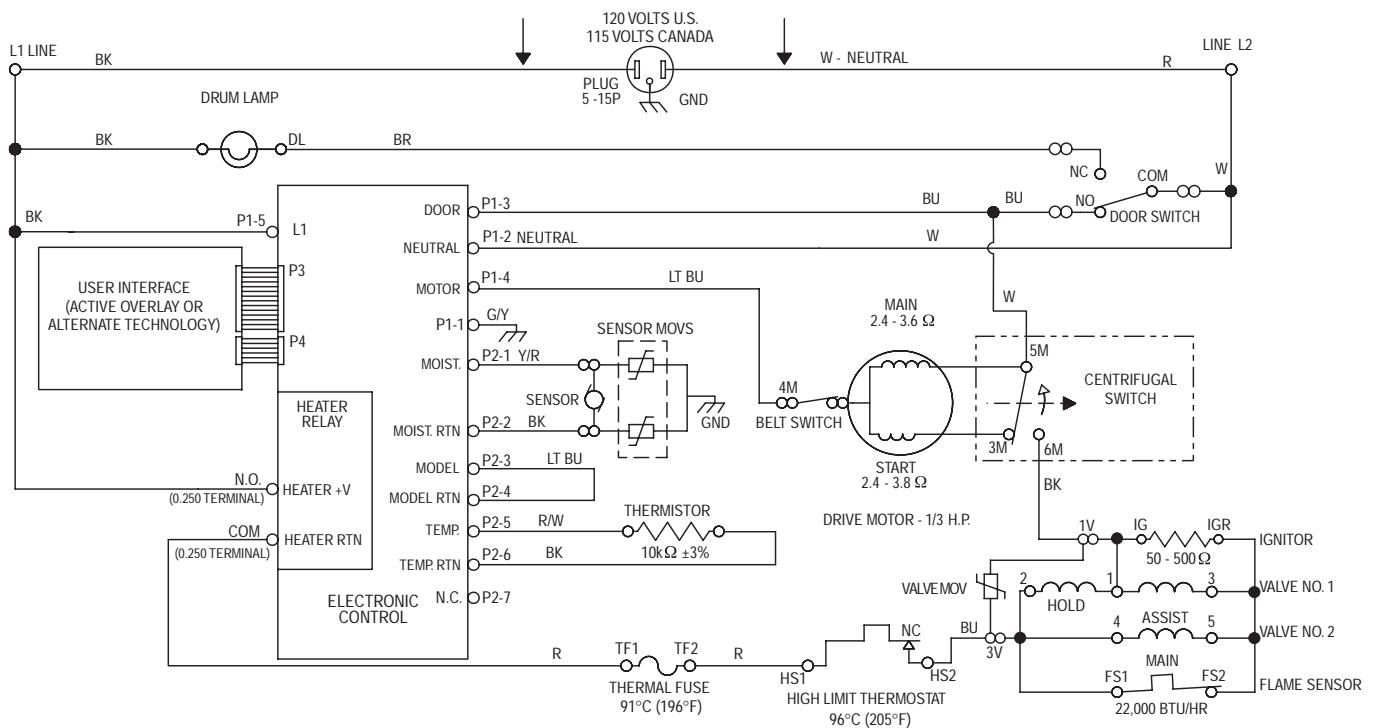 120 VOLTS U.S.
115 VOLTS CANADA
L1 LINE
BK
W - NEUTRAL
R
LINE L2
PLUG
5 -15P
GND
DRUM LAMP
BK
DL
BR
NC
COM
W
NO
DOOR SWITCH
BK
P1-5
L1
DOOR
P1-3
BU
BU
NEUTRAL
P1-2 NEUTRAL
W
P3
USER INTERFACE
(ACTIVE OVERLAY OR
ALTERNATE TECHNOLOGY)
P4
MOTOR
P1-4
LT BU
P1-1
G/Y
W
MAIN
2.4 - 3.6 Ω
SENSOR MOVS
MOIST.
P2-1 Y/R
SENSOR
GND
MOIST. RTN
P2-2 BK
5M
CENTRIFUGAL
SWITCH
4M
BELT SWITCH
3M
6M
START
2.4 - 3.8 Ω
BK
DRIVE MOTOR - 1/3 H.P.
HEATER
RELAY
MODEL
P2-3
LT BU
MODEL RTN
P2-4
N.O.
(0.250 TERMINAL)
HEATER +V
COM
(0.250 TERMINAL)
HEATER RTN
TEMP.
P2-5
R/W
THERMISTOR
10kΩ ±3%
TEMP. RTN
P2-6
BK
N.C.
P2-7
ELECTRONIC
CONTROL
1V
IG
IGR
IGNITOR
50 - 500 Ω
VALVE MOV
2
HOLD
1
3
VALVE NO. 1
BU
3V
4
ASSIST
5
VALVE NO. 2
R
TF1
TF2
R
THERMAL FUSE
91°C (196°F)
HS1
NC
HS2
HIGH LIMIT THERMOSTAT
96°C (205°F)
FS1
MAIN
FS2
FLAME SENSOR
22,000 BTU/HR